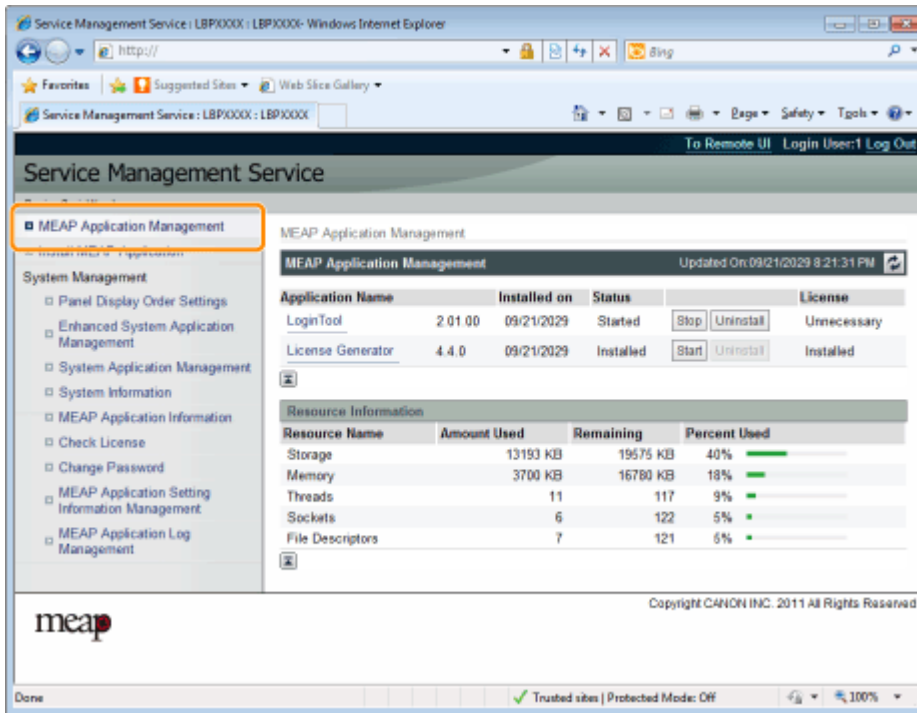 Service Management Service : LBPXXXX : LBPXXXX- Windows Internet Explorer
http://
Bing
Favorites Suggested Sites Web Slice Gallery
Service Management Service : LBPXXXX : LBPXXXX
Page Safety Tools
To Remote UI Login User:1 Log Out
Service Management Service
MEAP Application Management
Install MEAP Application
System Management
Panel Display Order Settings
Enhanced System Application
Management
System Application Management
System Information
MEAP Application Information
Check License
Change Password
MEAP Application Setting
Information Management
MEAP Application Log
Management
MEAP Application Management
MEAP Application Management Updated On:09/21/2029 8:21:31 PM
Application Name Installed on Status License
LoginTool 2.01.00 09/21/2029 Started Stop Uninstall Unnecessary
License Generator 4.4.0 09/21/2029 Installed Start Uninstall Installed
Resource Information
Resource Name Amount Used Remaining Percent Used
Storage 13193 KB 19575 KB 40%
Memory 3700 KB 16780 KB 18%
Threads 11 117 9%
Sockets 6 122 5%
File Descriptors 7 121 6%
Copyright CANON INC. 2011 All Rights Reserved
meap
Done Trusted sites | Protected Mode: Off 100%